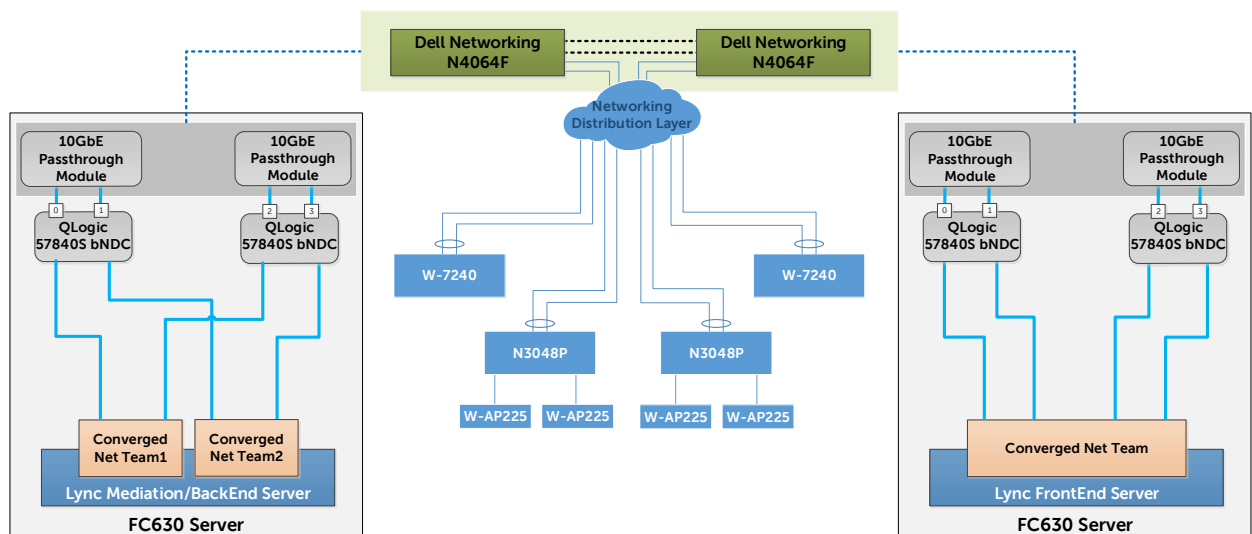 Dell Networking
N4064F
Dell Networking
N4064F
Networking
Distribution Layer
10GbE
Passthrough
Module
10GbE
Passthrough
Module
0
1
2
3
QLogic
57840S bNDC
QLogic
57840S bNDC
Converged
Net Team1
Converged
Net Team2
Lync Mediation/BackEnd Server
FC630 Server
W-7240
W-7240
N3048P
N3048P
W-AP225
W-AP225
W-AP225
W-AP225
10GbE
Passthrough
Module
10GbE
Passthrough
Module
0
1
2
3
QLogic
57840S bNDC
QLogic
57840S bNDC
Converged Net Team
Lync FrontEnd Server
FC630 Server